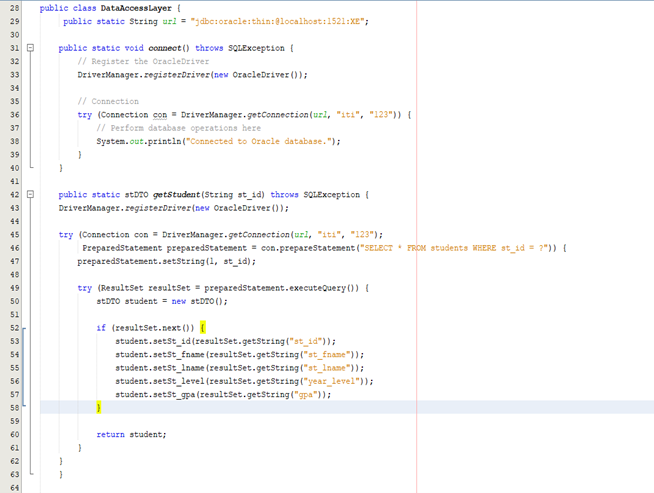 28 public class DataAccessLayer {
29 public static String url = "jdbc:oracle:thin:@localhost:1521:XE";
30
31 public static void connect() throws SQLException {
32 // Register the OracleDriver
33 DriverManager.registerDriver(new OracleDriver());
34
35 // Connection
36 try (Connection con = DriverManager.getConnection(url, "iti", "123")) {
37 // Perform database operations here
38 System.out.println("Connected to Oracle database.");
39 }
40 }
41
42 public static stDTO getStudent(String st_id) throws SQLException {
43 DriverManager.registerDriver(new OracleDriver());
44
45 try (Connection con = DriverManager.getConnection(url, "iti", "123");
46 PreparedStatement preparedStatement = con.prepareStatement("SELECT * FROM students WHERE st_id = ?")) {
47 preparedStatement.setString(1, st_id);
48
49 try (ResultSet resultSet = preparedStatement.executeQuery()) {
50 stDTO student = new stDTO();
51
52 if (resultSet.next()) {
53 student.setSt_id(resultSet.getString("st_id"));
54 student.setSt_fname(resultSet.getString("st_fname"));
55 student.setSt_lname(resultSet.getString("st_lname"));
56 student.setSt_level(resultSet.getString("year_level"));
57 student.setSt_gpa(resultSet.getString("gpa"));
58 }
59
60 return student;
61 }
62 }
63 }
64